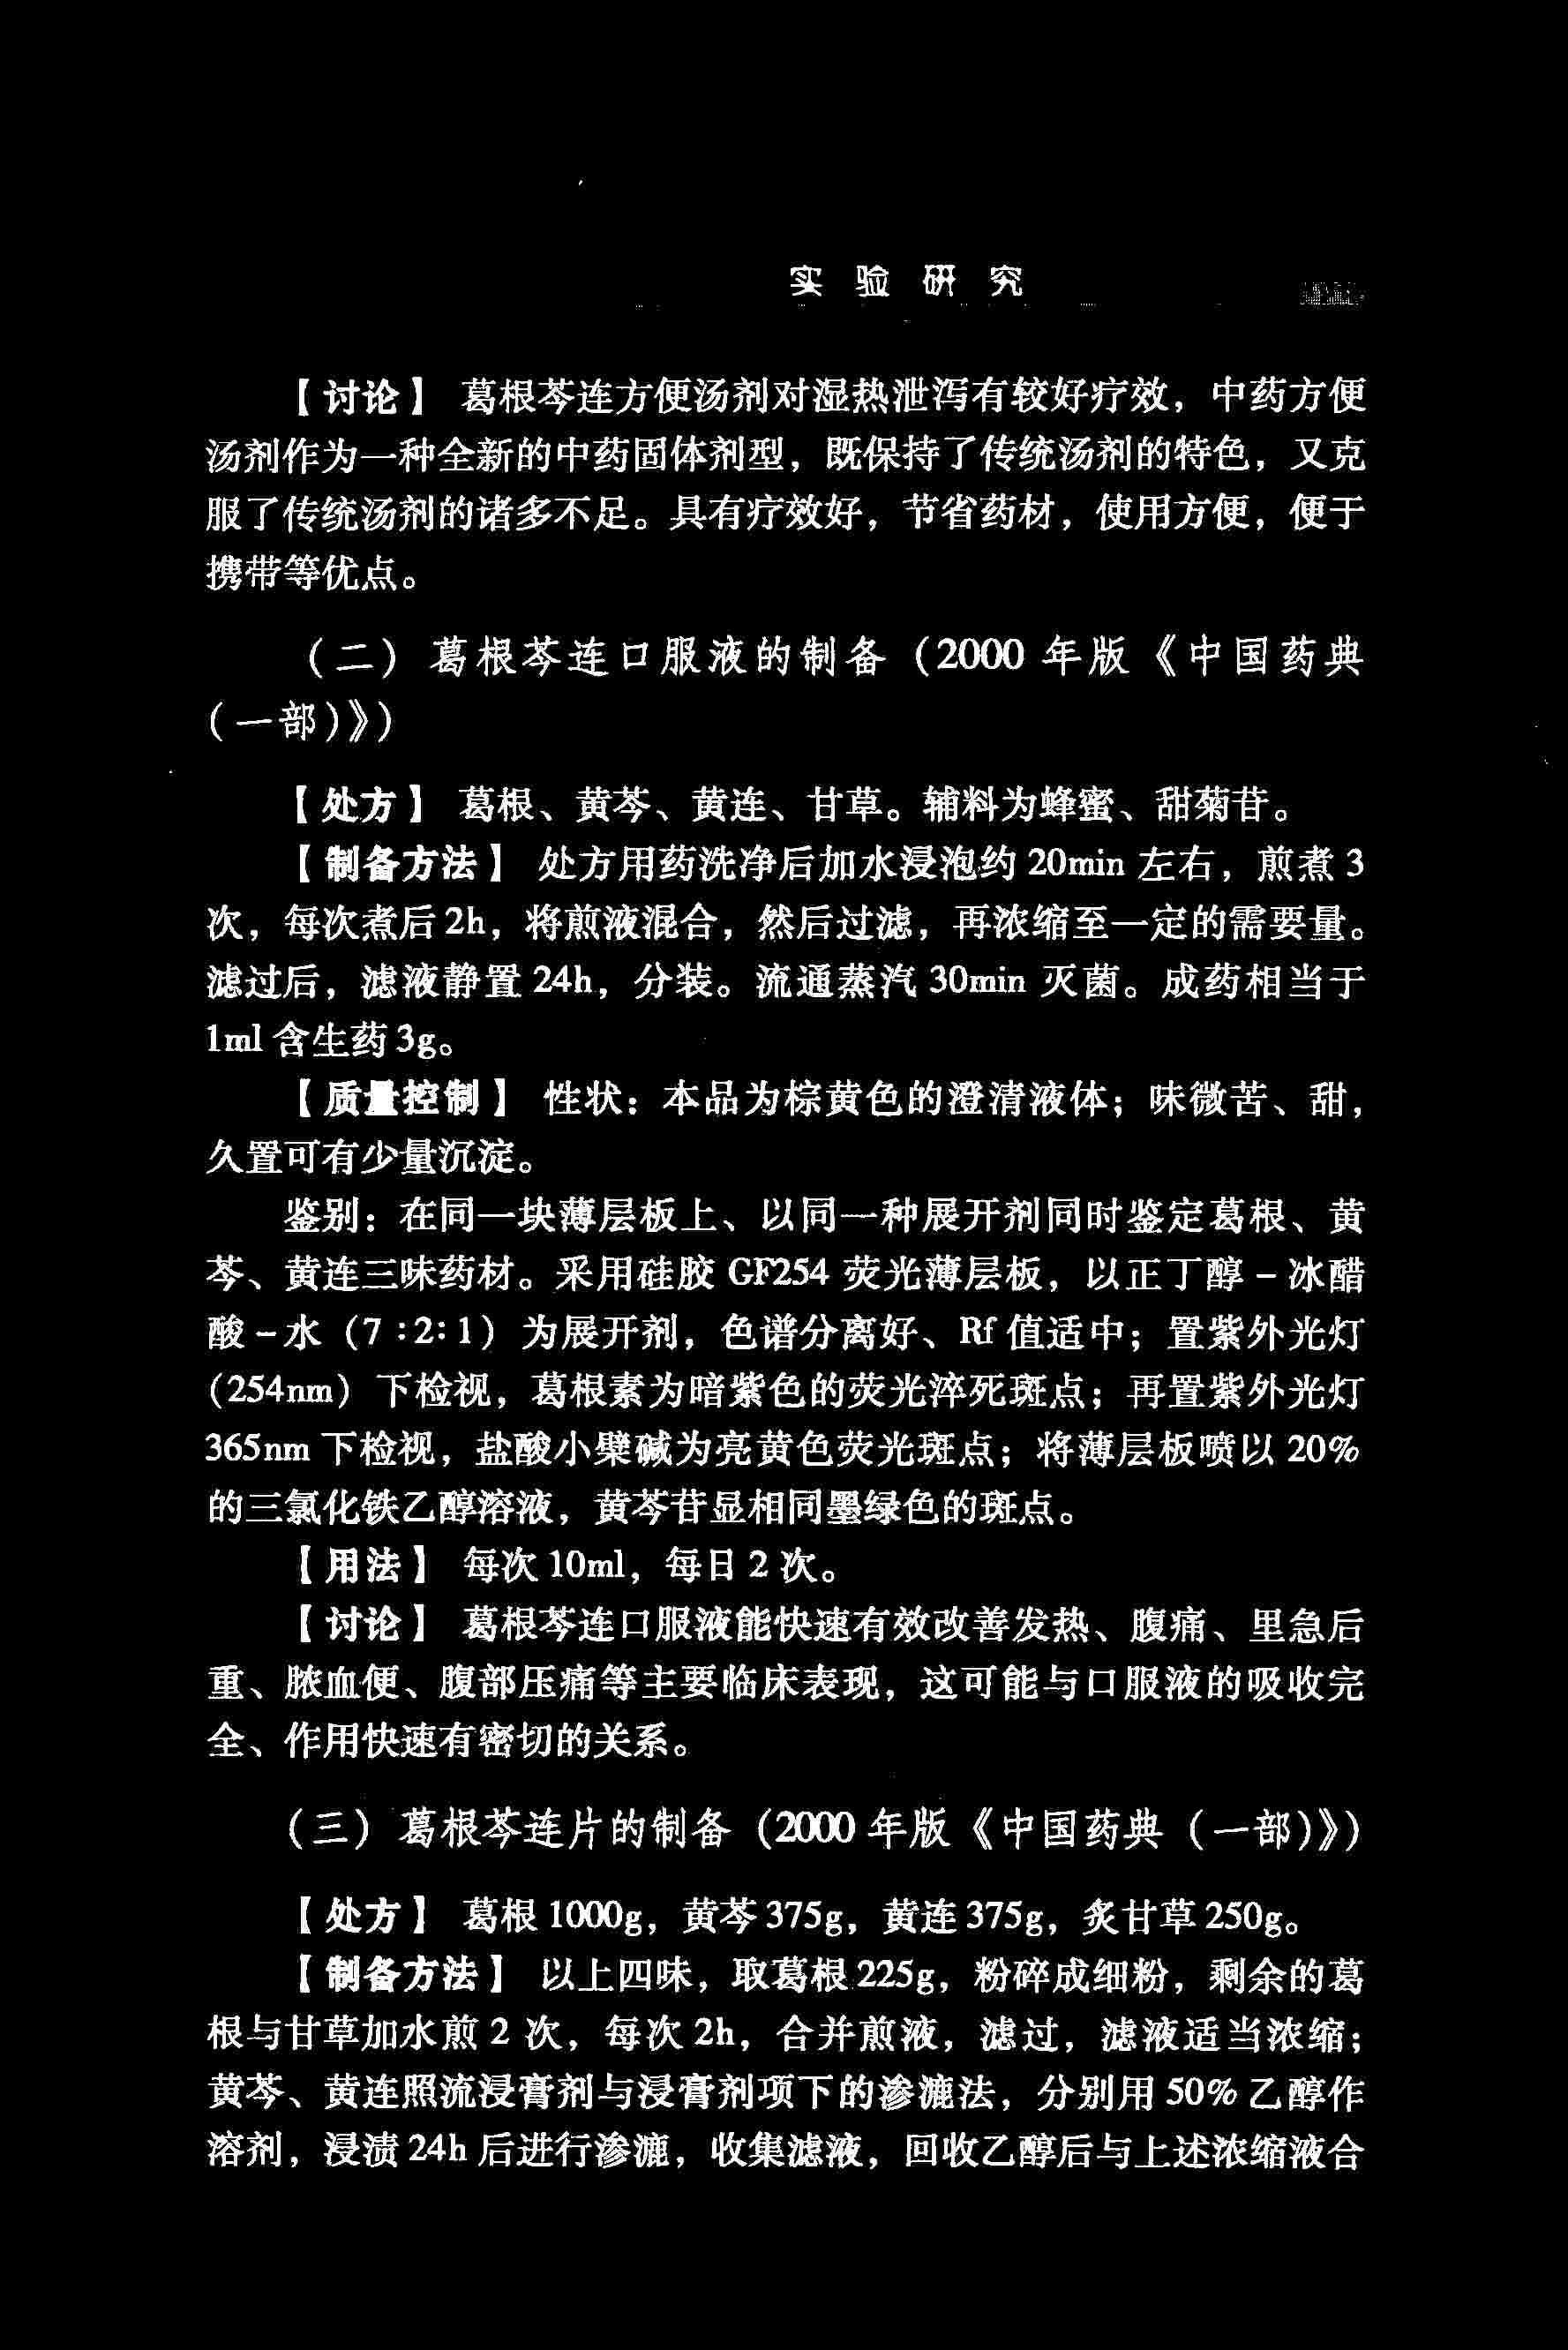 实验研究
【讨论】 葛根芩连方便汤剂对湿热泄泻有较好疗效，中药方便
汤剂作为一种全新的中药固体剂型，既保持了传统汤剂的特色，又克
服了传统汤剂的诸多不足。具有疗效好，节省药材，使用方便，便于
携带等优点。
（二）葛根芩连口服液的制备（2000 年版《中国药典
（一部）》）
【处方】 葛根、黄芩、黄连、甘草。辅料为蜂蜜、甜菊苷。
【制备方法】 处方用药洗净后加水浸泡约 20min 左右，煎煮 3
次，每次煮后 2h，将煎液混合，然后过滤，再浓缩至一定的需要量。
滤过后，滤液静置 24h，分装。流通蒸汽 30min 灭菌。成药相当于
1ml 含生药 3g。
【质量控制】 性状：本品为棕黄色的澄清液体；味微苦、甜，
久置可有少量沉淀。
鉴别：在同一块薄层板上、以同一种展开剂同时鉴定葛根、黄
芩、黄连三味药材。采用硅胶 GF254 荧光薄层板，以正丁醇 – 冰醋
酸 – 水（7 :2: 1）为展开剂，色谱分离好、Rf 值适中；置紫外光灯
（254nm）下检视，葛根素为暗紫色的荧光淬死斑点；再置紫外光灯
365nm 下检视，盐酸小檗碱为亮黄色荧光斑点；将薄层板喷以 20%
的三氯化铁乙醇溶液，黄芩苷显相同墨绿色的斑点。
【用法】 每次 10ml，每日 2 次。
【讨论】 葛根芩连口服液能快速有效改善发热、腹痛、里急后
重、脓血便、腹部压痛等主要临床表现，这可能与口服液的吸收完
全、作用快速有密切的关系。
（三）葛根芩连片的制备（2000 年版《中国药典（一部）》）
【处方】 葛根 1000g，黄芩 375g，黄连 375g，炙甘草 250g。
【制备方法】 以上四味，取葛根 225g，粉碎成细粉，剩余的葛
根与甘草加水煎 2 次，每次 2h，合并煎液，滤过，滤液适当浓缩；
黄芩、黄连照流浸膏剂与浸膏剂项下的渗漉法，分别用 50% 乙醇作
溶剂，浸渍 24h 后进行渗漉，收集滤液，回收乙醇后与上述浓缩液合